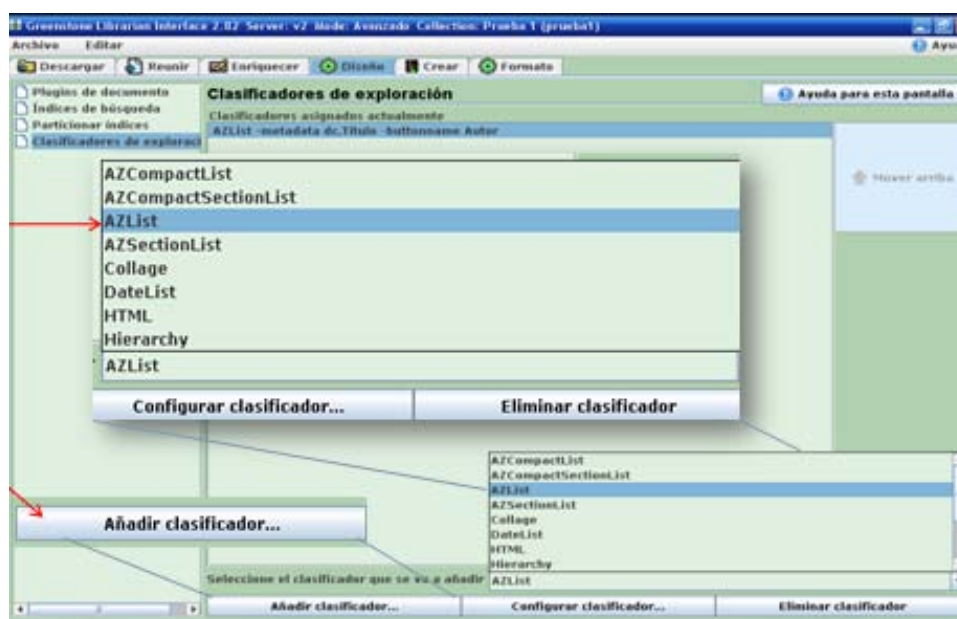 Greenstone Librarian Interface 2.82 Server: v2 Mode: Avanzado Collection: Prueba 1 (prueba1)
Archivo Editar Ayu
Descargar Reunir Enriquecer Diseño Crear Formato
Plugins de documento
Índices de búsqueda
Particionar índices
Clasificadores de exploraci
Clasificadores de exploración
Ayuda para esta pantalla
Clasificadores asignados actualmente
AZList -metadata dc.Titulo -buttonname Autor
Mover arriba
AZCompactList
AZCompactSectionList
AZList
AZSectionList
Collage
DateList
HTML
Hierarchy
AZList
Configurar clasificador... Eliminar clasificador
AZCompactList
AZCompactSectionList
AZList
AZSectionList
Collage
DateList
HTML
Hierarchy
Añadir clasificador...
Seleccione el clasificador que se va a añadir AZList
Añadir clasificador... Configurar clasificador... Eliminar clasificador